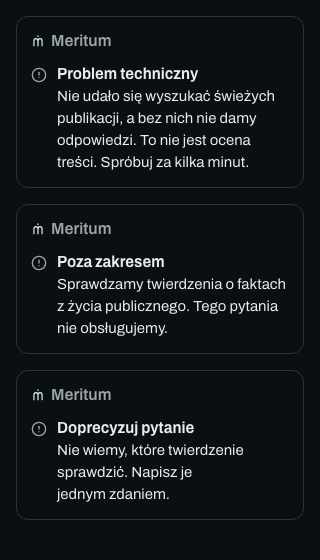 Meritum
Problem techniczny
Nie udało się wyszukać świeżych
publikacji, a bez nich nie damy
odpowiedzi. To nie jest ocena
treści. Spróbuj za kilka minut.
Meritum
Poza zakresem
Sprawdzamy twierdzenia o faktach
z życia publicznego. Tego pytania
nie obsługujemy.
Meritum
Doprecyzuj pytanie
Nie wiemy, które twierdzenie
sprawdzić. Napisz je
jednym zdaniem.